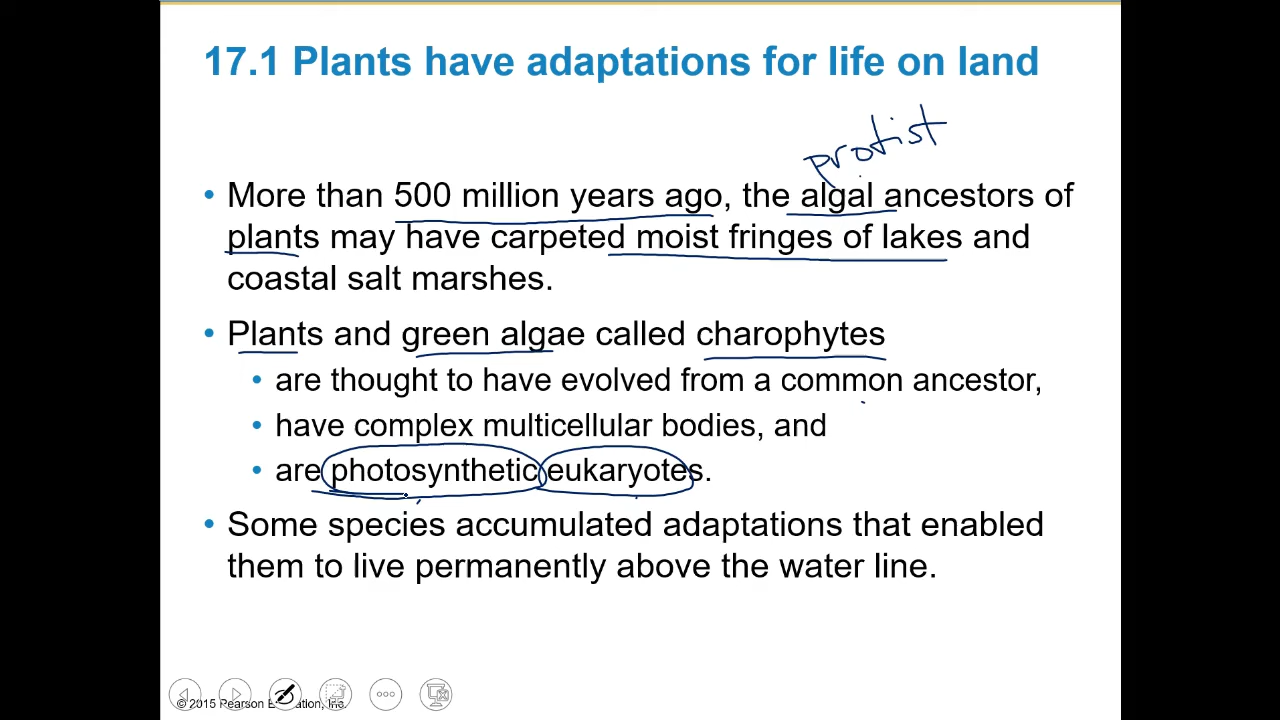 17.1 Plants have adaptations for life on land
protist
• More than 500 million years ago, the algal ancestors of
plants may have carpeted moist fringes of lakes and
coastal salt marshes.
• Plants and green algae called charophytes
• are thought to have evolved from a common ancestor,
• have complex multicellular bodies, and
• are photosynthetic eukaryotes.
• Some species accumulated adaptations that enabled
them to live permanently above the water line.
© 2015 Pearson Inc.